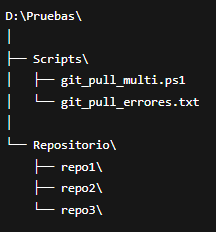 D:\Pruebas\
│
├── Scripts\
│   ├── git_pull_multi.ps1
│   └── git_pull_errores.txt
│
└── Repositorio\
    ├── repo1\
    ├── repo2\
    └── repo3\